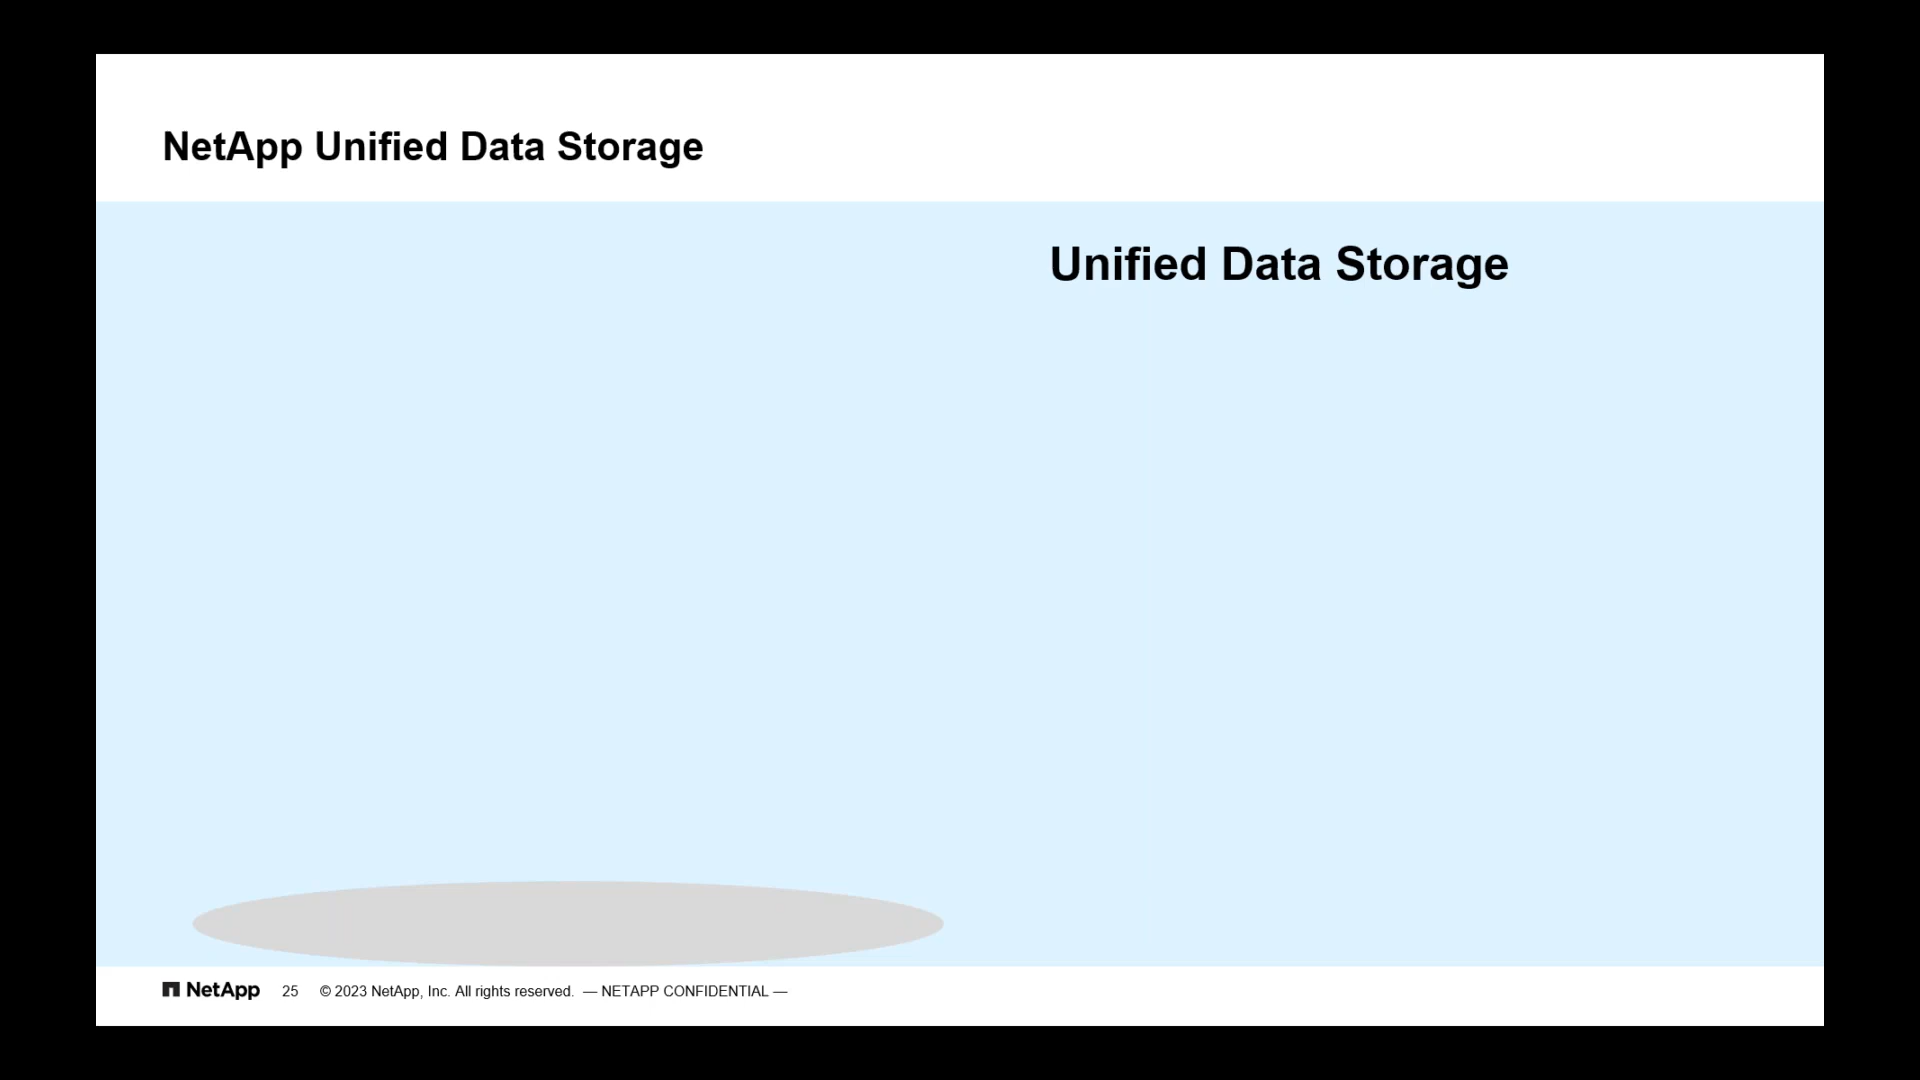 NetApp Unified Data Storage
Unified Data Storage
NetApp 25 © 2023 NetApp, Inc. All rights reserved. — NETAPP CONFIDENTIAL —